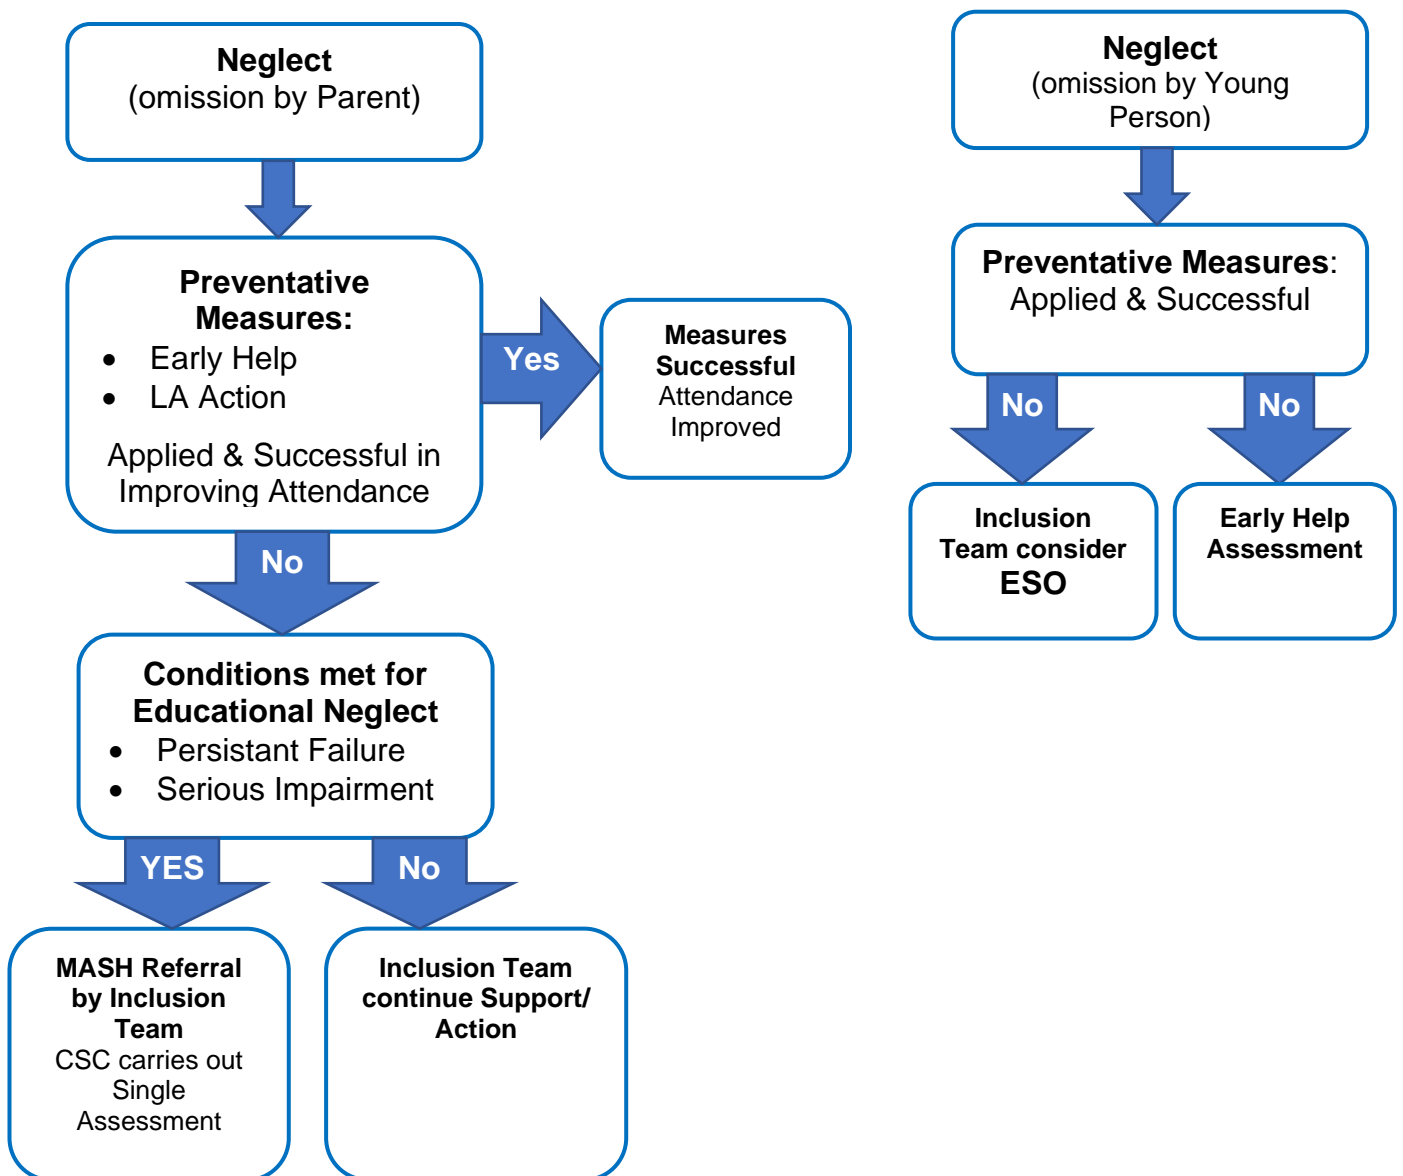 Neglect
(omission by Parent)
Preventative
Measures:
• Early Help
• LA Action
Applied & Successful in
Improving Attendance
Yes
Measures
Successful
Attendance
Improved
No
Conditions met for
Educational Neglect
• Persistant Failure
• Serious Impairment
YES
No
MASH Referral
by Inclusion
Team
CSC carries out
Single
Assessment
Inclusion Team
continue Support/
Action
Neglect
(omission by Young
Person)
Preventative Measures:
Applied & Successful
No
No
Inclusion
Team consider
ESO
Early Help
Assessment